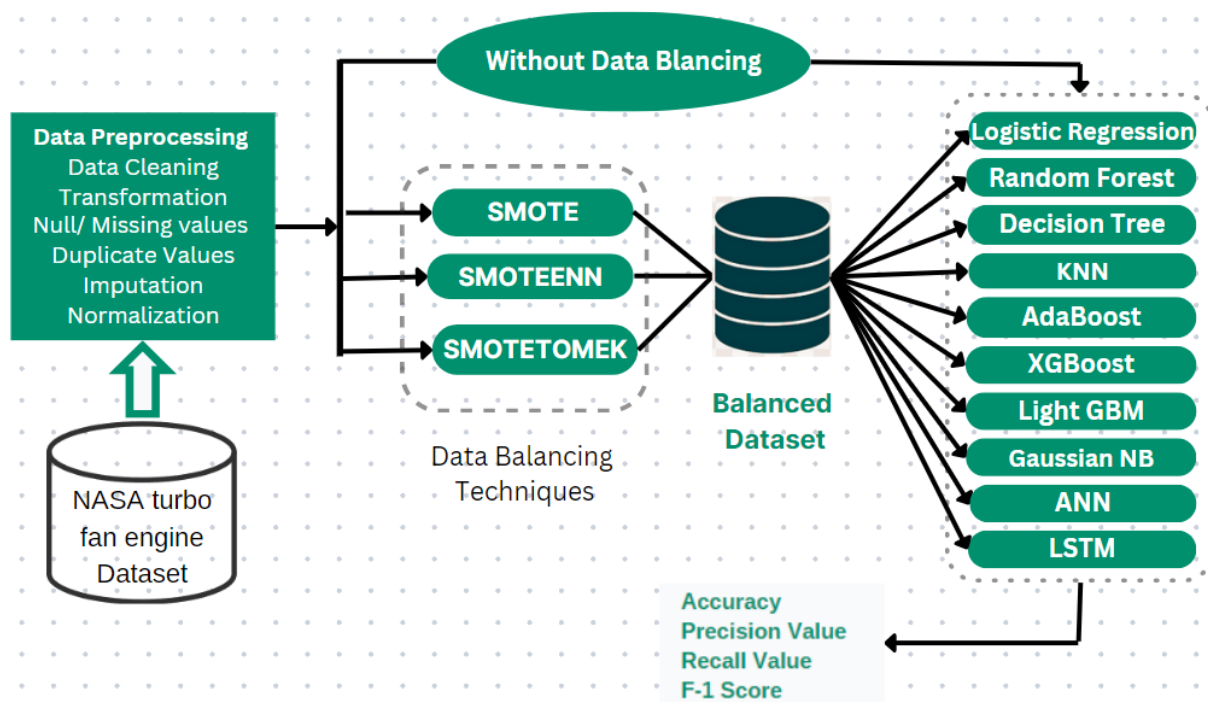 Without Data Blancing
Data Preprocessing
Data Cleaning
Transformation
Null/ Missing values
Duplicate Values
Imputation
Normalization
NASA turbo
fan engine
Dataset
SMOTE
SMOTEENN
SMOTETOMEK
Data Balancing
Techniques
Balanced
Dataset
Logistic Regression
Random Forest
Decision Tree
KNN
AdaBoost
XGBoost
Light GBM
Gaussian NB
ANN
LSTM
Accuracy
Precision Value
Recall Value
F-1 Score